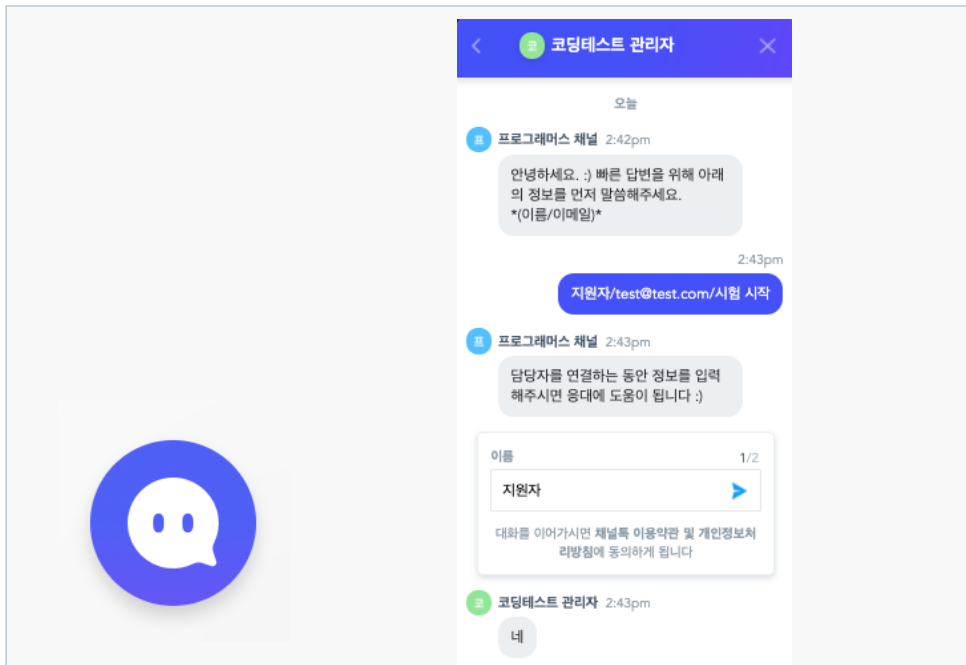 코 코딩테스트 관리자
오늘
프 프로그래머스 채널 2:42pm
안녕하세요. :) 빠른 답변을 위해 아래
의 정보를 먼저 말씀해주세요.
*(이름/이메일)*
2:43pm
지원자/test@test.com/시험 시작
프 프로그래머스 채널 2:43pm
담당자를 연결하는 동안 정보를 입력
해주시면 응대에 도움이 됩니다 :)
이름 1/2
지원자
대화를 이어가시면 채널톡 이용약관 및 개인정보처
리방침에 동의하게 됩니다
코 코딩테스트 관리자 2:43pm
네